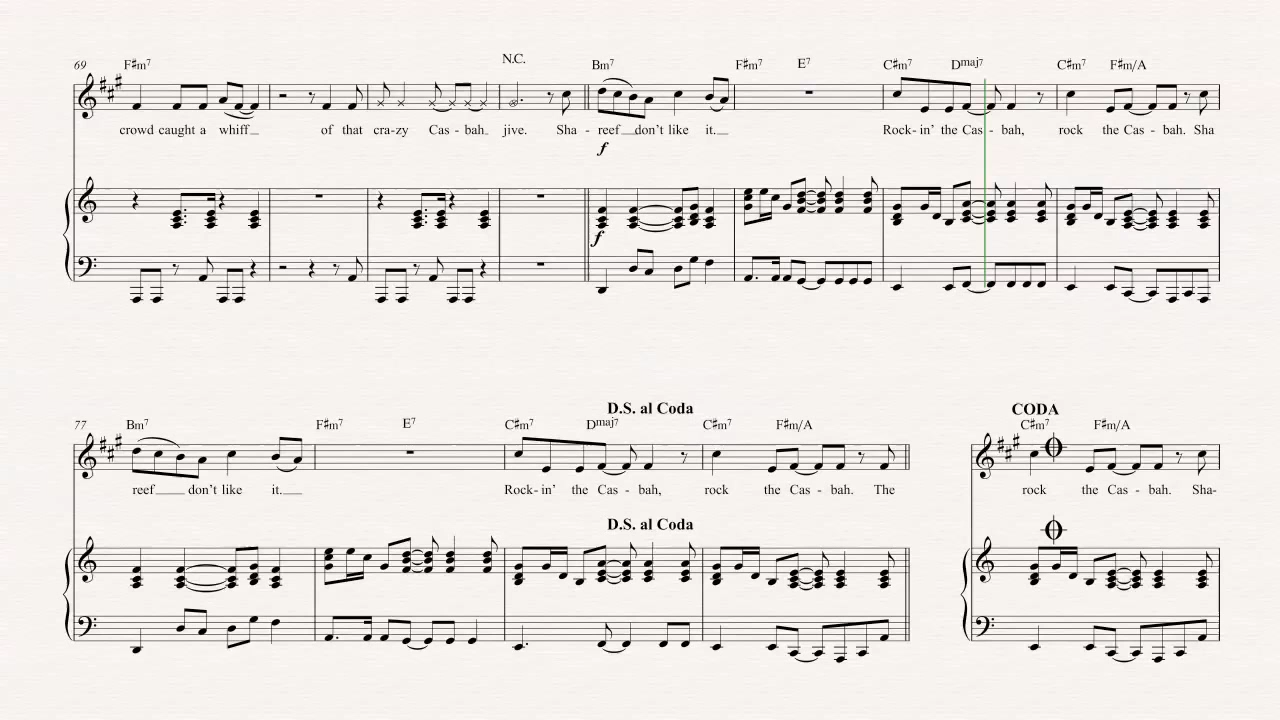 69 F♯m7 N.C. Bm7 F♯m7 E7 C♯m7 Dmaj7 C♯m7 F♯m/A
crowd caught a whiff of that cra-zy Cas - bah jive. Sha - reef don't like it. Rock- in' the Cas - bah, rock the Cas - bah. Sha
f
f
D.S. al Coda CODA
77 Bm7 F♯m7 E7 C♯m7 Dmaj7 C♯m7 F♯m/A C♯m7 F♯m/A
reef don't like it. Rock- in' the Cas - bah, rock the Cas - bah. The rock the Cas - bah. Sha-
D.S. al Coda